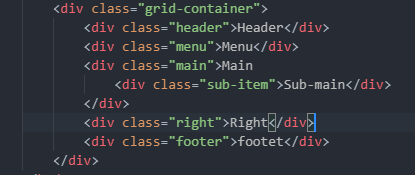 <div class="grid-container">
<div class="header">Header</div>
<div class="menu">Menu</div>
<div class="main">Main
<div class="sub-item">Sub-main</div>
</div>
<div class="right">Right</div>
<div class="footer">footet</div>
</div>